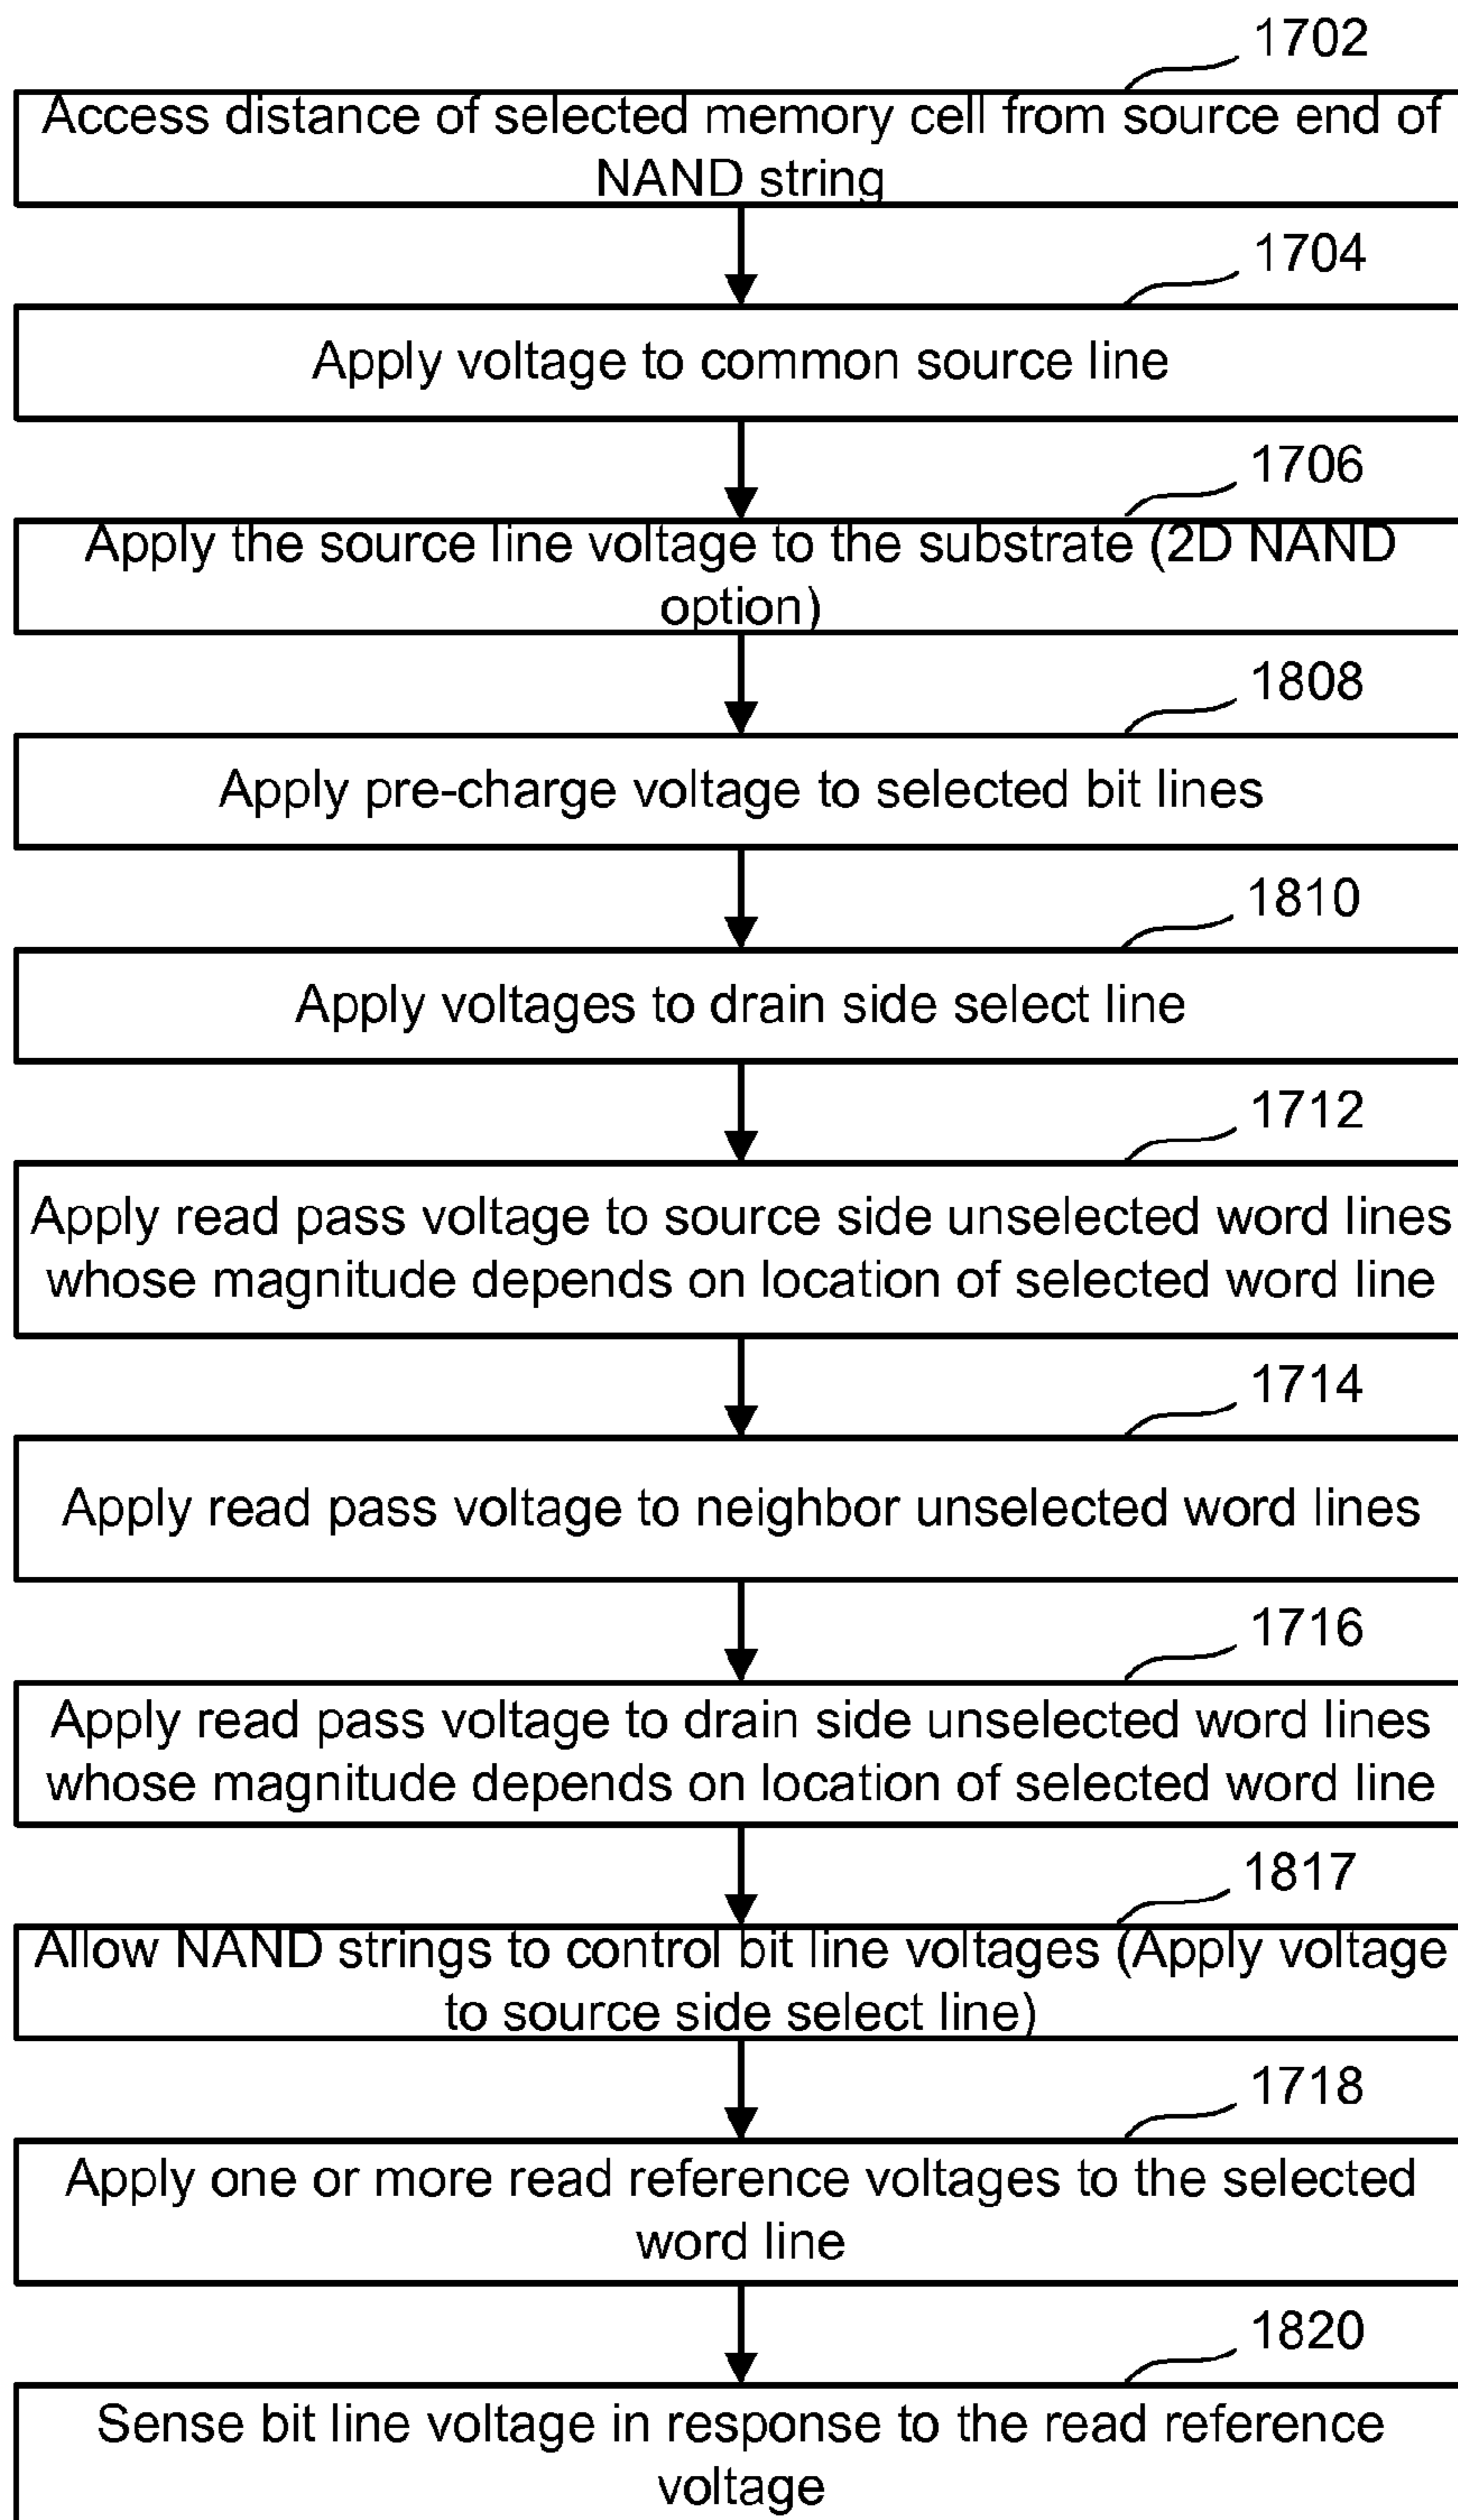 1702
Access distance of selected memory cell from source end of
NAND string
1704
Apply voltage to common source line
1706
Apply the source line voltage to the substrate (2D NAND
option)
1808
Apply pre-charge voltage to selected bit lines
1810
Apply voltages to drain side select line
1712
Apply read pass voltage to source side unselected word lines
whose magnitude depends on location of selected word line
1714
Apply read pass voltage to neighbor unselected word lines
1716
Apply read pass voltage to drain side unselected word lines
whose magnitude depends on location of selected word line
1817
Allow NAND strings to control bit line voltages (Apply voltage
to source side select line)
1718
Apply one or more read reference voltages to the selected
word line
1820
Sense bit line voltage in response to the read reference
voltage